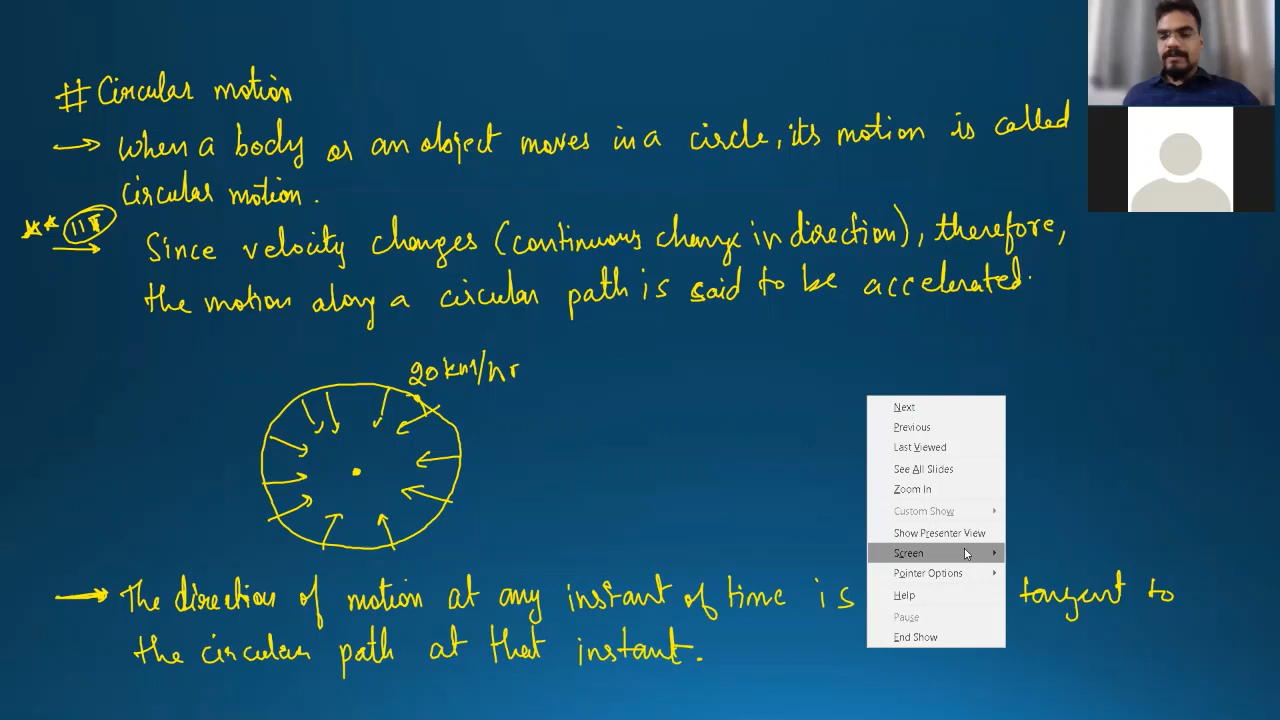 # Circular motion
→ When a body or an object moves in a circle, its motion is called
circular motion.
** IIT
→ Since velocity changes (continuous change in direction), therefore,
the motion along a circular path is said to be accelerated.
20 km/hr
Next
Previous
Last Viewed
See All Slides
Zoom In
Custom Show
Show Presenter View
Screen
Pointer Options
Help
Pause
End Show
→ The direction of motion at any instant of time is tangent to
the circular path at that instant.